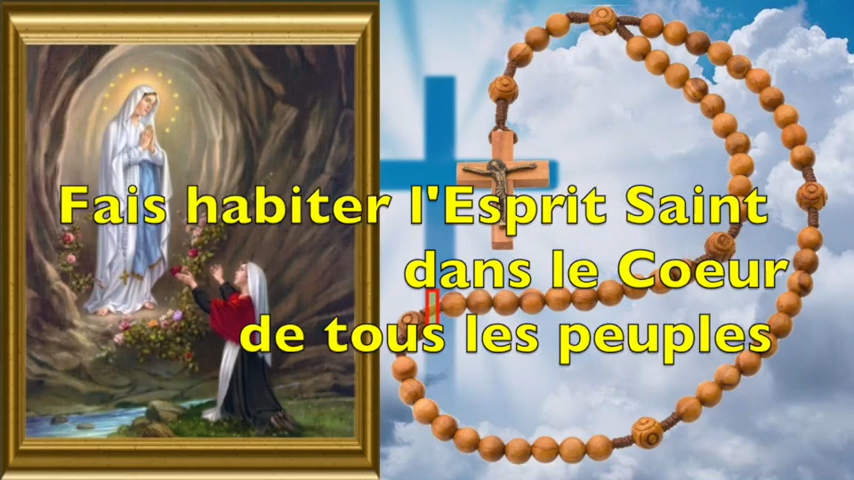 Fais habiter l'Esprit Saint
dans le Coeur
de tous les peuples